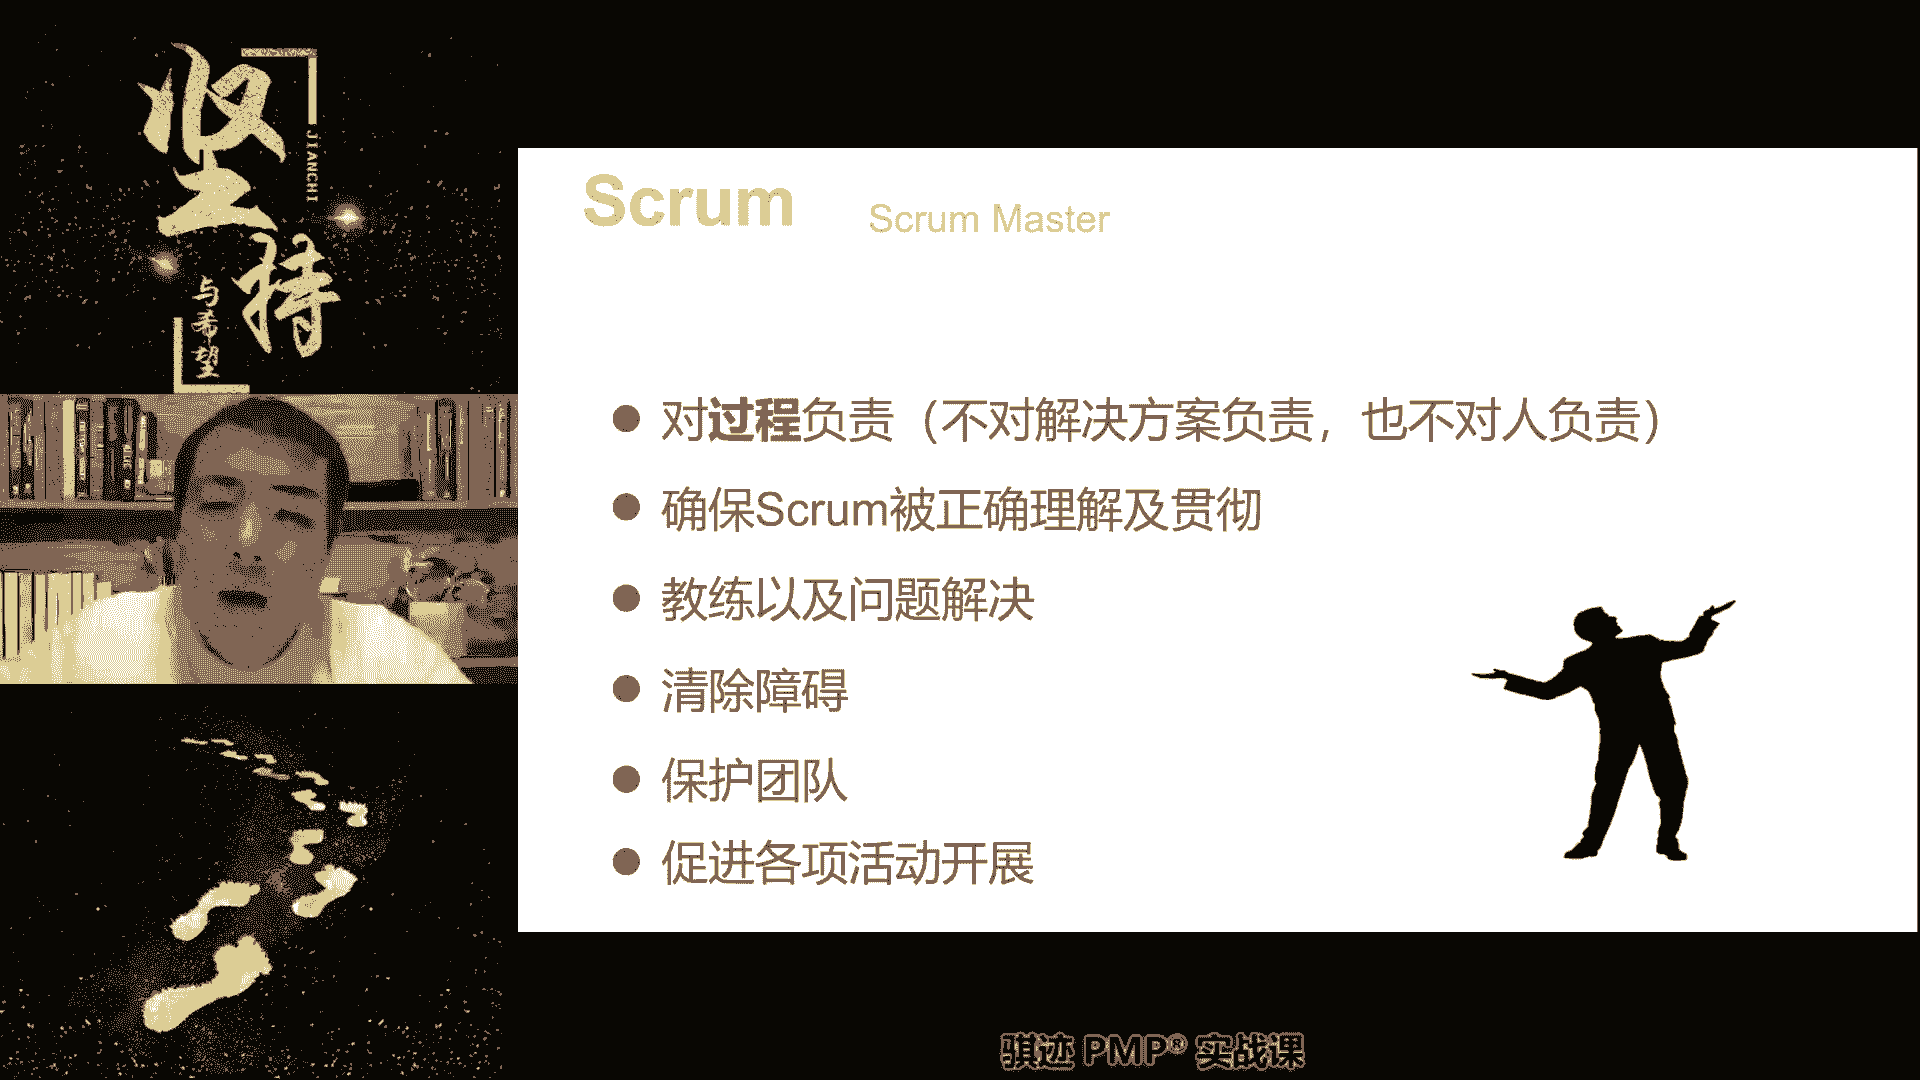 坚持
JIANCHI
与希望
Scrum
Scrum Master
对过程负责（不对解决方案负责，也不对人负责）
确保Scrum被正确理解及贯彻
教练以及问题解决
清除障碍
保护团队
促进各项活动开展
骐迹 PMP® 实战课